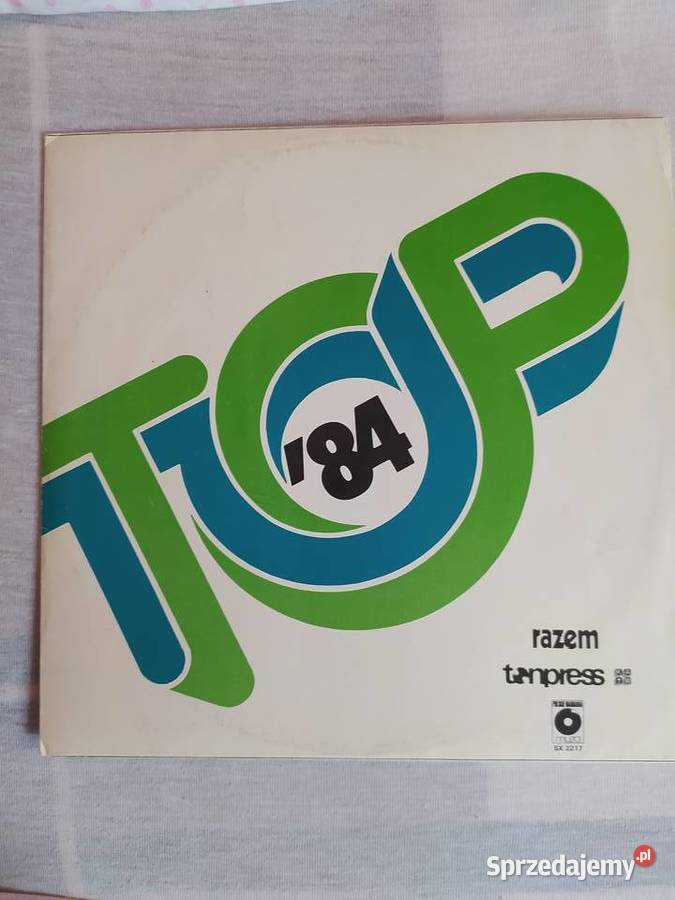 TOP
'84
razem
tonpress
POLSKIE NAGRANIA
muza
SX 2217
Sprzedajemy.pl